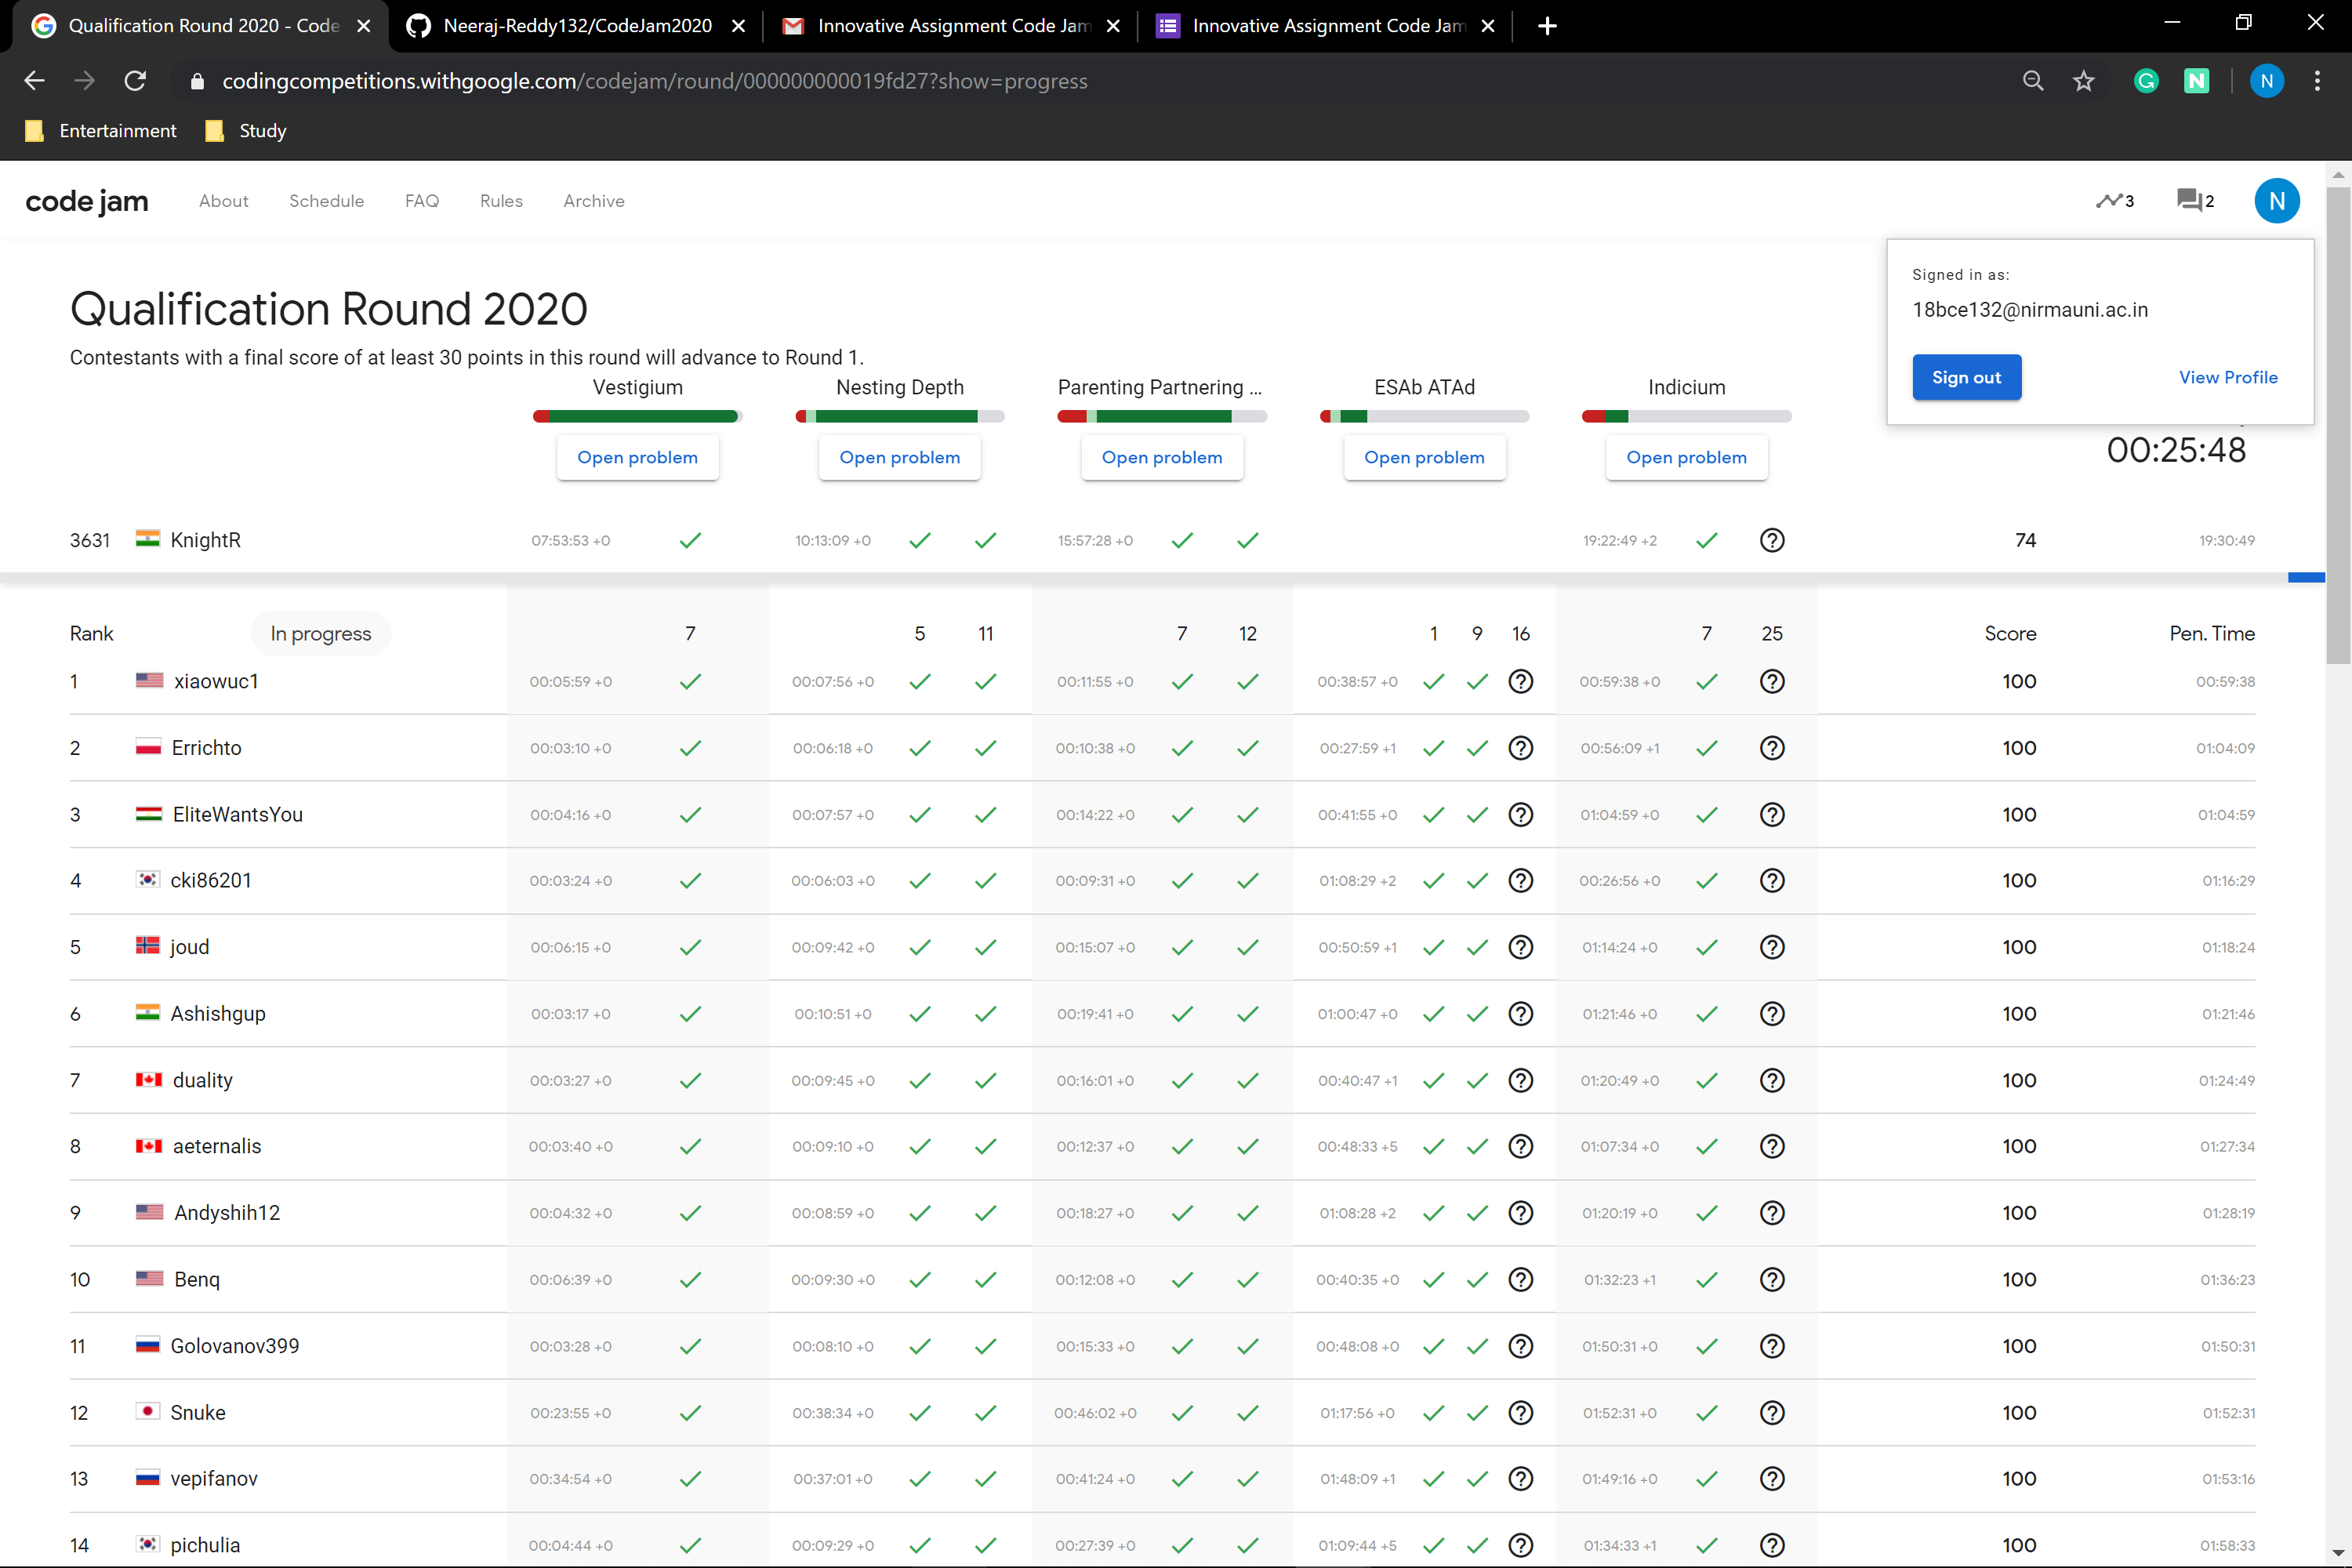 Qualification Round 2020 - Code
Neeraj-Reddy132/CodeJam2020
Innovative Assignment Code Jam
Innovative Assignment Code Jam
codingcompetitions.withgoogle.com/codejam/round/000000000019fd27?show=progress
Entertainment Study
code jam About Schedule FAQ Rules Archive 3 2 N
Signed in as:
18bce132@nirmauni.ac.in
Sign out View Profile
Qualification Round 2020
Contestants with a final score of at least 30 points in this round will advance to Round 1.
Vestigium Nesting Depth Parenting Partnering ... ESAb ATAd Indicium
Open problem Open problem Open problem Open problem Open problem 00:25:48
3631 KnightR 07:53:53 +0 10:13:09 +0 15:57:28 +0 19:22:49 +2 74 19:30:49
Rank In progress 7 5 11 7 12 1 9 16 7 25 Score Pen. Time
1 xiaowuc1 00:05:59 +0 00:07:56 +0 00:11:55 +0 00:38:57 +0 00:59:38 +0 100 00:59:38
2 Errichto 00:03:10 +0 00:06:18 +0 00:10:38 +0 00:27:59 +1 00:56:09 +1 100 01:04:09
3 EliteWantsYou 00:04:16 +0 00:07:57 +0 00:14:22 +0 00:41:55 +0 01:04:59 +0 100 01:04:59
4 cki86201 00:03:24 +0 00:06:03 +0 00:09:31 +0 01:08:29 +2 00:26:56 +0 100 01:16:29
5 joud 00:06:15 +0 00:09:42 +0 00:15:07 +0 00:50:59 +1 01:14:24 +0 100 01:18:24
6 Ashishgup 00:03:17 +0 00:10:51 +0 00:19:41 +0 01:00:47 +0 01:21:46 +0 100 01:21:46
7 duality 00:03:27 +0 00:09:45 +0 00:16:01 +0 00:40:47 +1 01:20:49 +0 100 01:24:49
8 aeternalis 00:03:40 +0 00:09:10 +0 00:12:37 +0 00:48:33 +5 01:07:34 +0 100 01:27:34
9 Andyshih12 00:04:32 +0 00:08:59 +0 00:18:27 +0 01:08:28 +2 01:20:19 +0 100 01:28:19
10 Benq 00:06:39 +0 00:09:30 +0 00:12:08 +0 00:40:35 +0 01:32:23 +1 100 01:36:23
11 Golovanov399 00:03:28 +0 00:08:10 +0 00:15:33 +0 00:48:08 +0 01:50:31 +0 100 01:50:31
12 Snuke 00:23:55 +0 00:38:34 +0 00:46:02 +0 01:17:56 +0 01:52:31 +0 100 01:52:31
13 vepifanov 00:34:54 +0 00:37:01 +0 00:41:24 +0 01:48:09 +1 01:49:16 +0 100 01:53:16
14 pichulia 00:04:44 +0 00:09:29 +0 00:27:39 +0 01:09:44 +5 01:34:33 +1 100 01:58:33